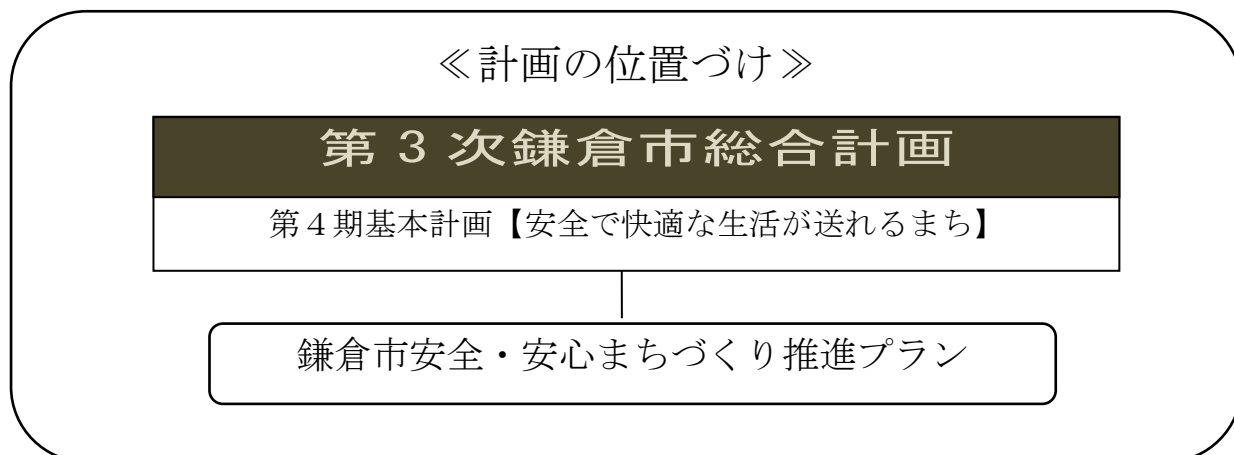 ≪計画の位置づけ≫
第３次鎌倉市総合計画
第４期基本計画【安全で快適な生活が送れるまち】
鎌倉市安全・安心まちづくり推進プラン